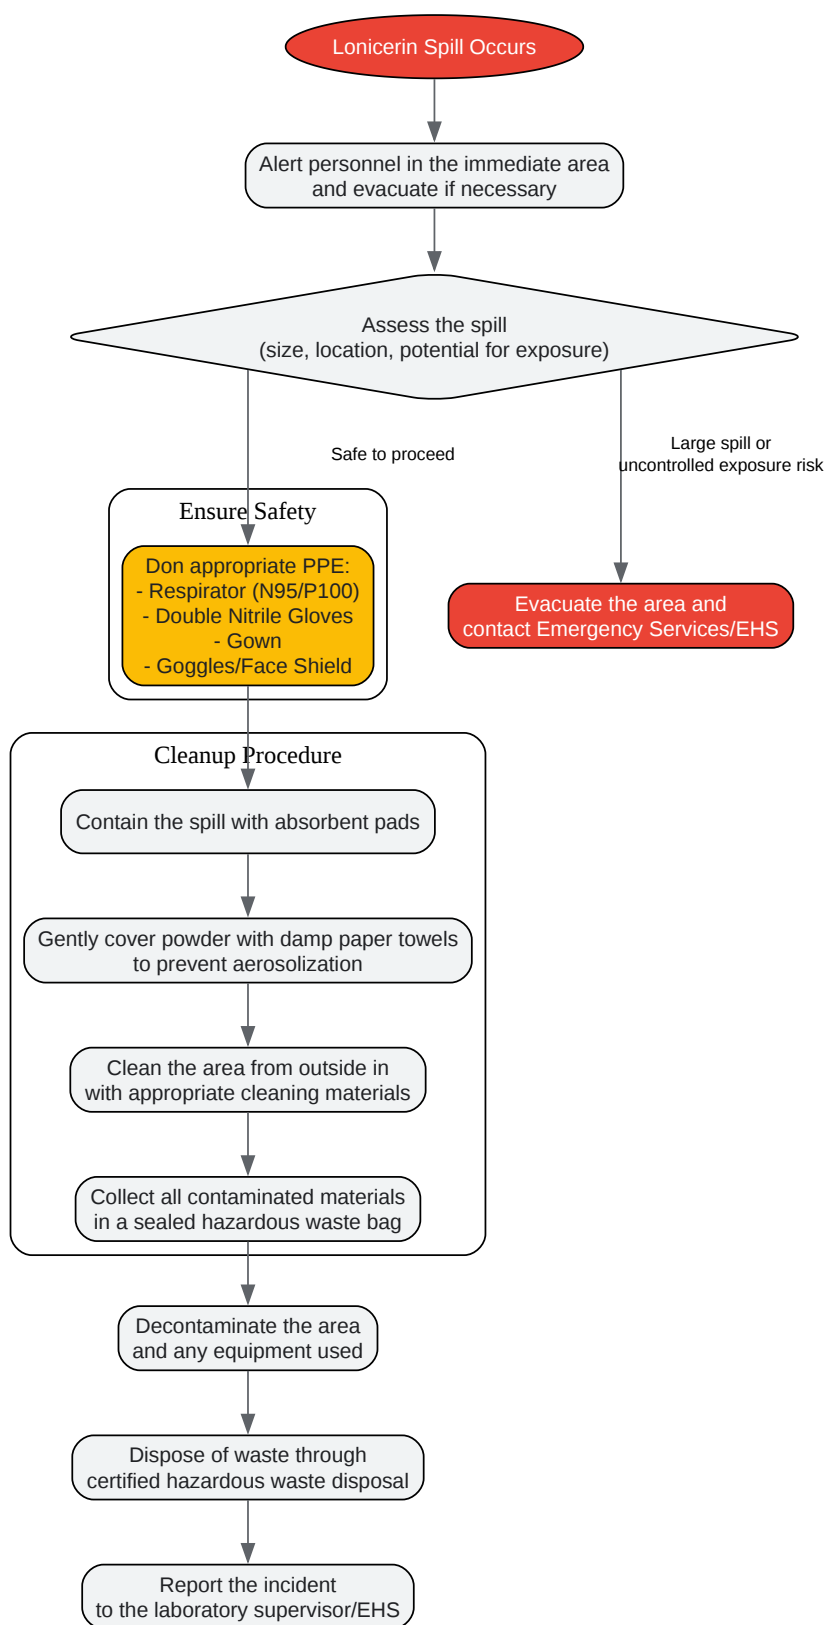 Lonicerin Spill Occurs
Alert personnel in the immediate area
and evacuate if necessary
Assess the spill
(size, location, potential for exposure)
Safe to proceed
Large spill or
uncontrolled exposure risk
Ensure Safety
Don appropriate PPE:
- Respirator (N95/P100)
- Double Nitrile Gloves
- Gown
- Goggles/Face Shield
Evacuate the area and
contact Emergency Services/EHS
Cleanup Procedure
Contain the spill with absorbent pads
Gently cover powder with damp paper towels
to prevent aerosolization
Clean the area from outside in
with appropriate cleaning materials
Collect all contaminated materials
in a sealed hazardous waste bag
Decontaminate the area
and any equipment used
Dispose of waste through
certified hazardous waste disposal
Report the incident
to the laboratory supervisor/EHS